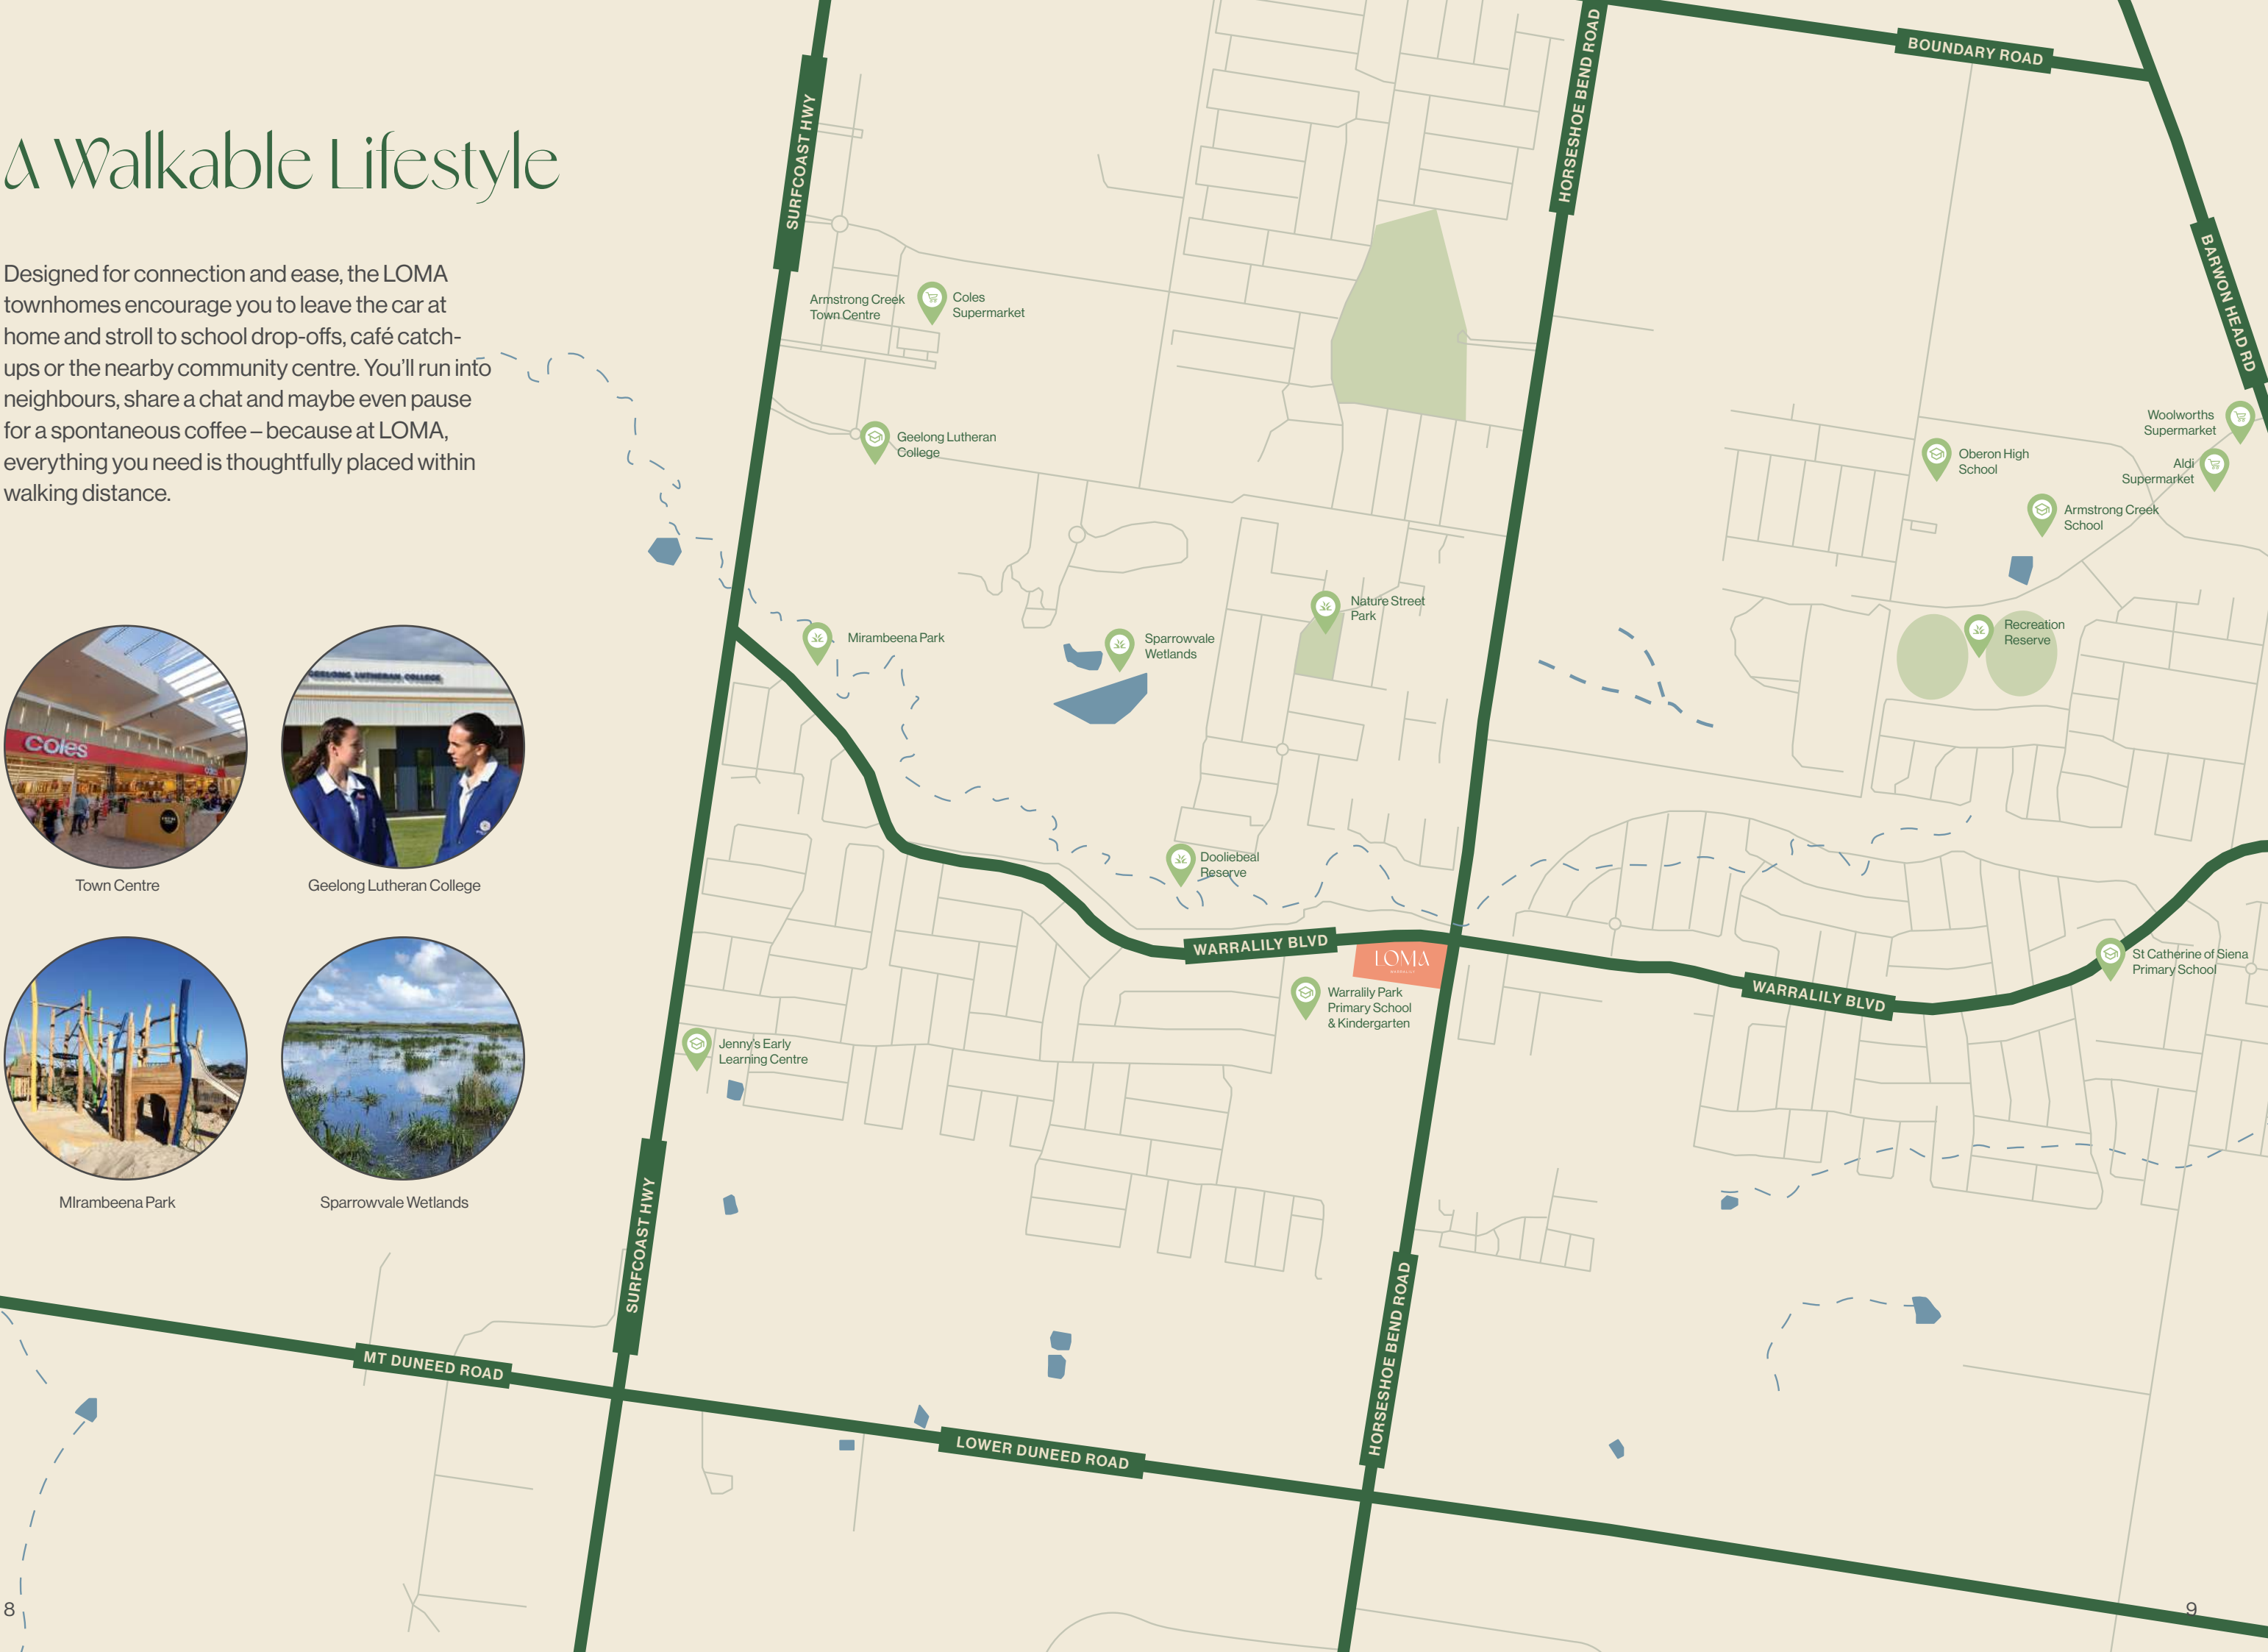 A Walkable Lifestyle
Designed for connection and ease, the LOMA
townhomes encourage you to leave the car at
home and stroll to school drop-offs, café catch-
ups or the nearby community centre. You'll run into
neighbours, share a chat and maybe even pause
for a spontaneous coffee – because at LOMA,
everything you need is thoughtfully placed within
walking distance.
coles
coles
Town Centre
GEELONG LUTHERAN COLLEGE
Geelong Lutheran College
MIrambeena Park
Sparrowvale Wetlands
SURFCOAST HWY
HORSESHOE BEND ROAD
BOUNDARY ROAD
BARWON HEAD RD
Armstrong Creek
Town Centre
Coles
Supermarket
Geelong Lutheran
College
Woolworths
Supermarket
Oberon High
School
Aldi
Supermarket
Armstrong Creek
School
Nature Street
Park
Mirambeena Park
Sparrowvale
Wetlands
Recreation
Reserve
Dooliebeal
Reserve
WARRALILY BLVD
LOMA
WARRALILY BLVD
St Catherine of Siena
Primary School
Warralily Park
Primary School
& Kindergarten
Jenny's Early
Learning Centre
SURFCOAST HWY
HORSESHOE BEND ROAD
MT DUNEED ROAD
LOWER DUNEED ROAD
8
9